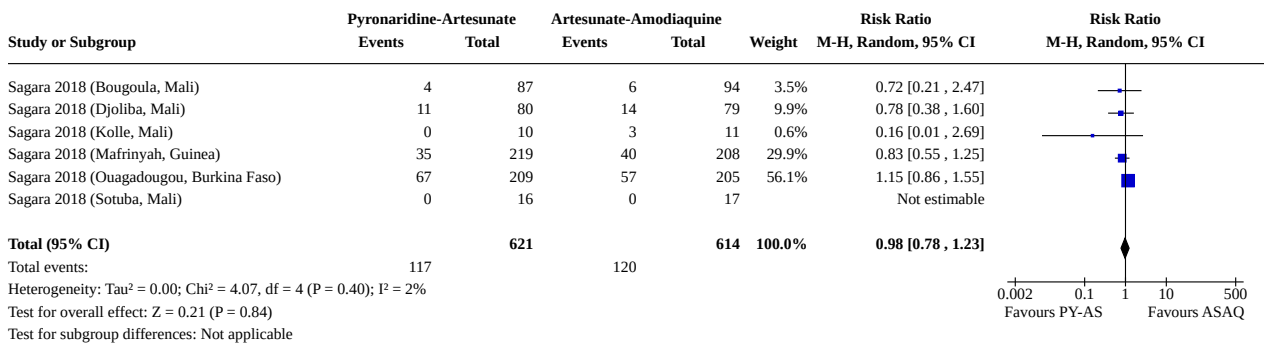 Pyronaridine-Artesunate Artesunate-Amodiaquine Risk Ratio Risk Ratio
Study or Subgroup Events Total Events Total Weight M-H, Random, 95% CI M-H, Random, 95% CI
Sagara 2018 (Bougoula, Mali) 4 87 6 94 3.5% 0.72 [0.21 , 2.47]
Sagara 2018 (Djoliba, Mali) 11 80 14 79 9.9% 0.78 [0.38 , 1.60]
Sagara 2018 (Kolle, Mali) 0 10 3 11 0.6% 0.16 [0.01 , 2.69]
Sagara 2018 (Mafrinyah, Guinea) 35 219 40 208 29.9% 0.83 [0.55 , 1.25]
Sagara 2018 (Ouagadougou, Burkina Faso) 67 209 57 205 56.1% 1.15 [0.86 , 1.55]
Sagara 2018 (Sotuba, Mali) 0 16 0 17 Not estimable
Total (95% CI) 621 614 100.0% 0.98 [0.78 , 1.23]
Total events: 117 120
Heterogeneity: Tau² = 0.00; Chi² = 4.07, df = 4 (P = 0.40); I² = 2%
0.002 0.1 1 10 500
Test for overall effect: Z = 0.21 (P = 0.84)
Favours PY-AS Favours ASAQ
Test for subgroup differences: Not applicable